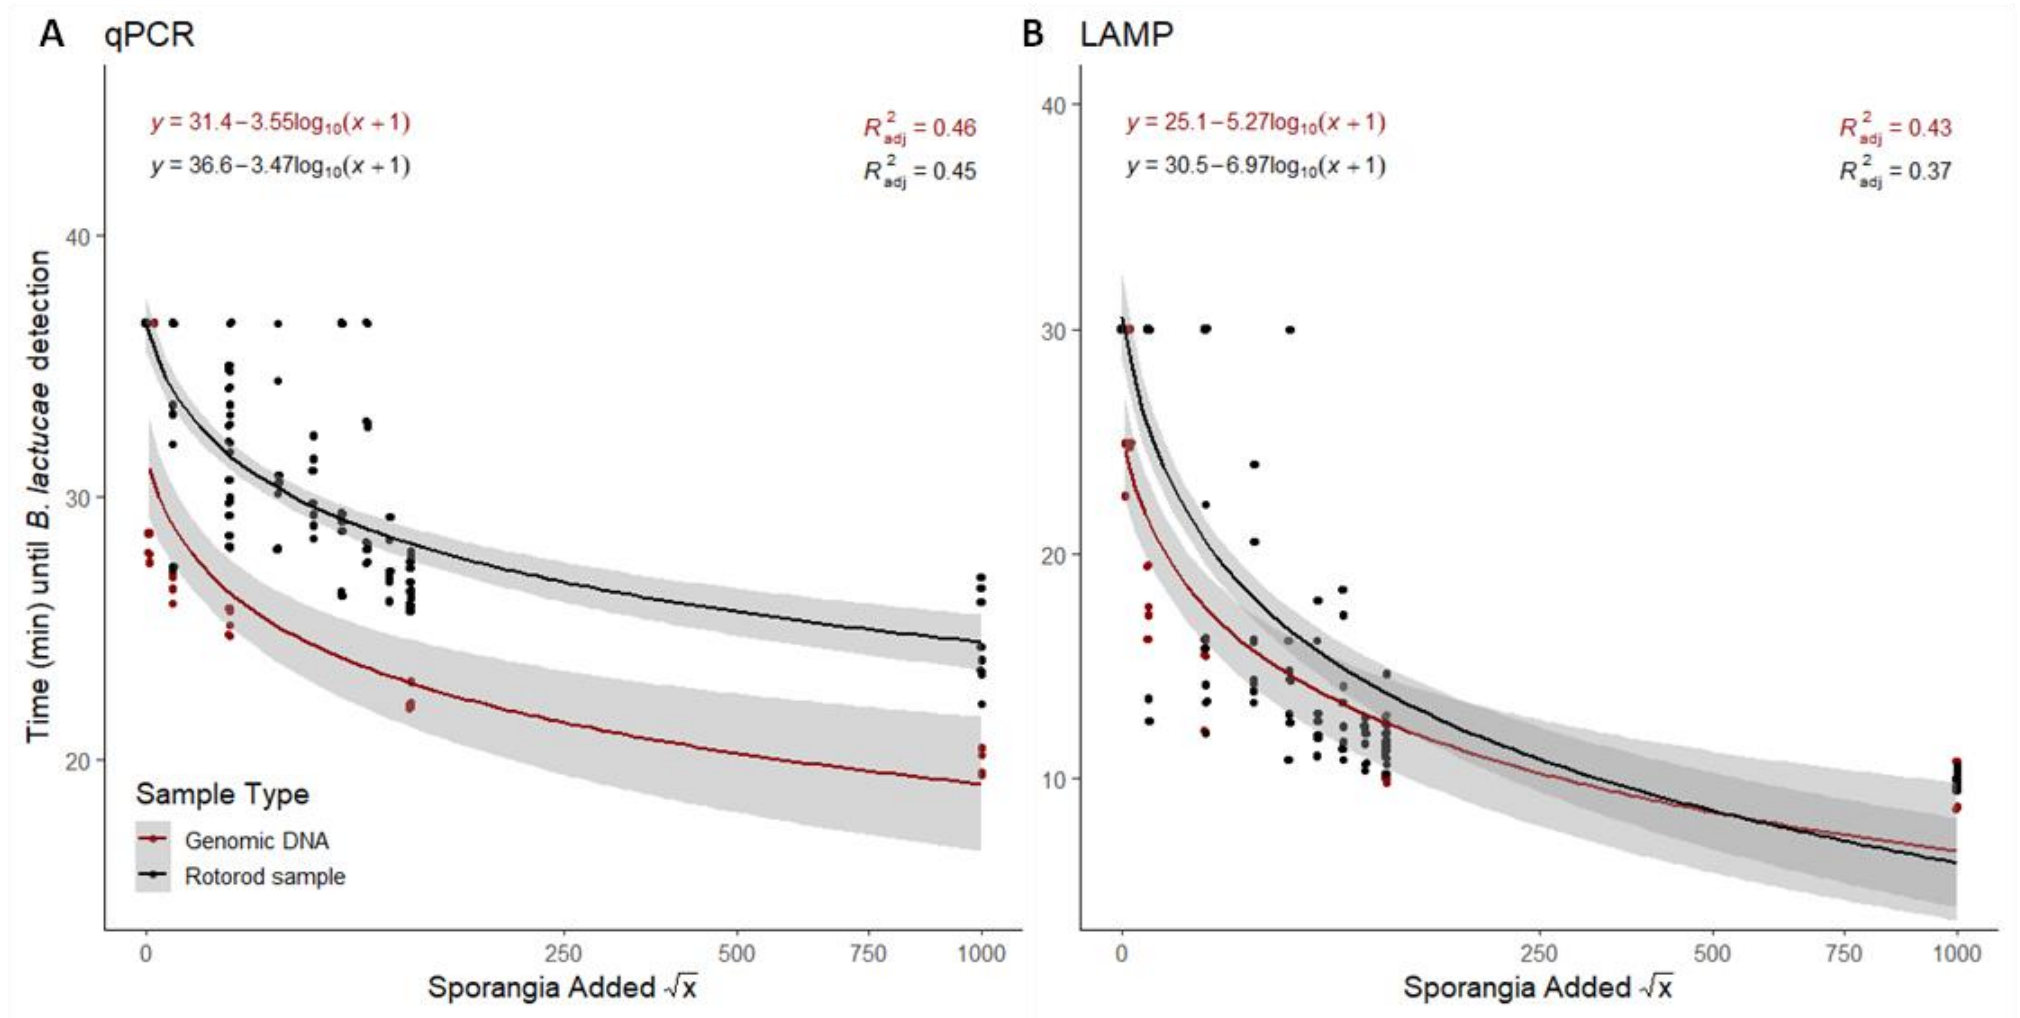 A qPCR
y = 31.4−3.55log₁₀(x + 1)
R²adj = 0.46
y = 36.6−3.47log₁₀(x + 1)
R²adj = 0.45
40
30
20
Time (min) until B. lactucae detection
Sample Type
Genomic DNA
Rotorod sample
0 250 500 750 1000
Sporangia Added √x
B LAMP
y = 25.1−5.27log₁₀(x + 1)
R²adj = 0.43
y = 30.5−6.97log₁₀(x + 1)
R²adj = 0.37
40
30
20
10
0 250 500 750 1000
Sporangia Added √x